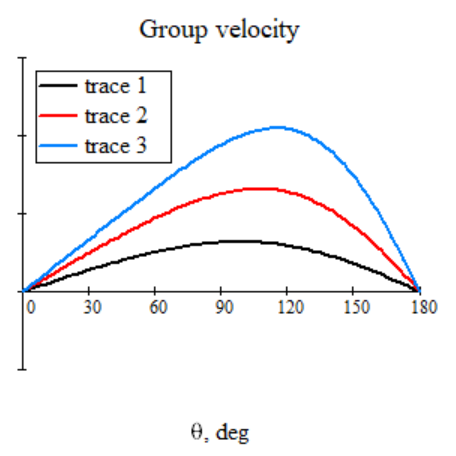 Group velocity
trace 1
trace 2
trace 3
0 30 60 90 120 150 180
θ, deg